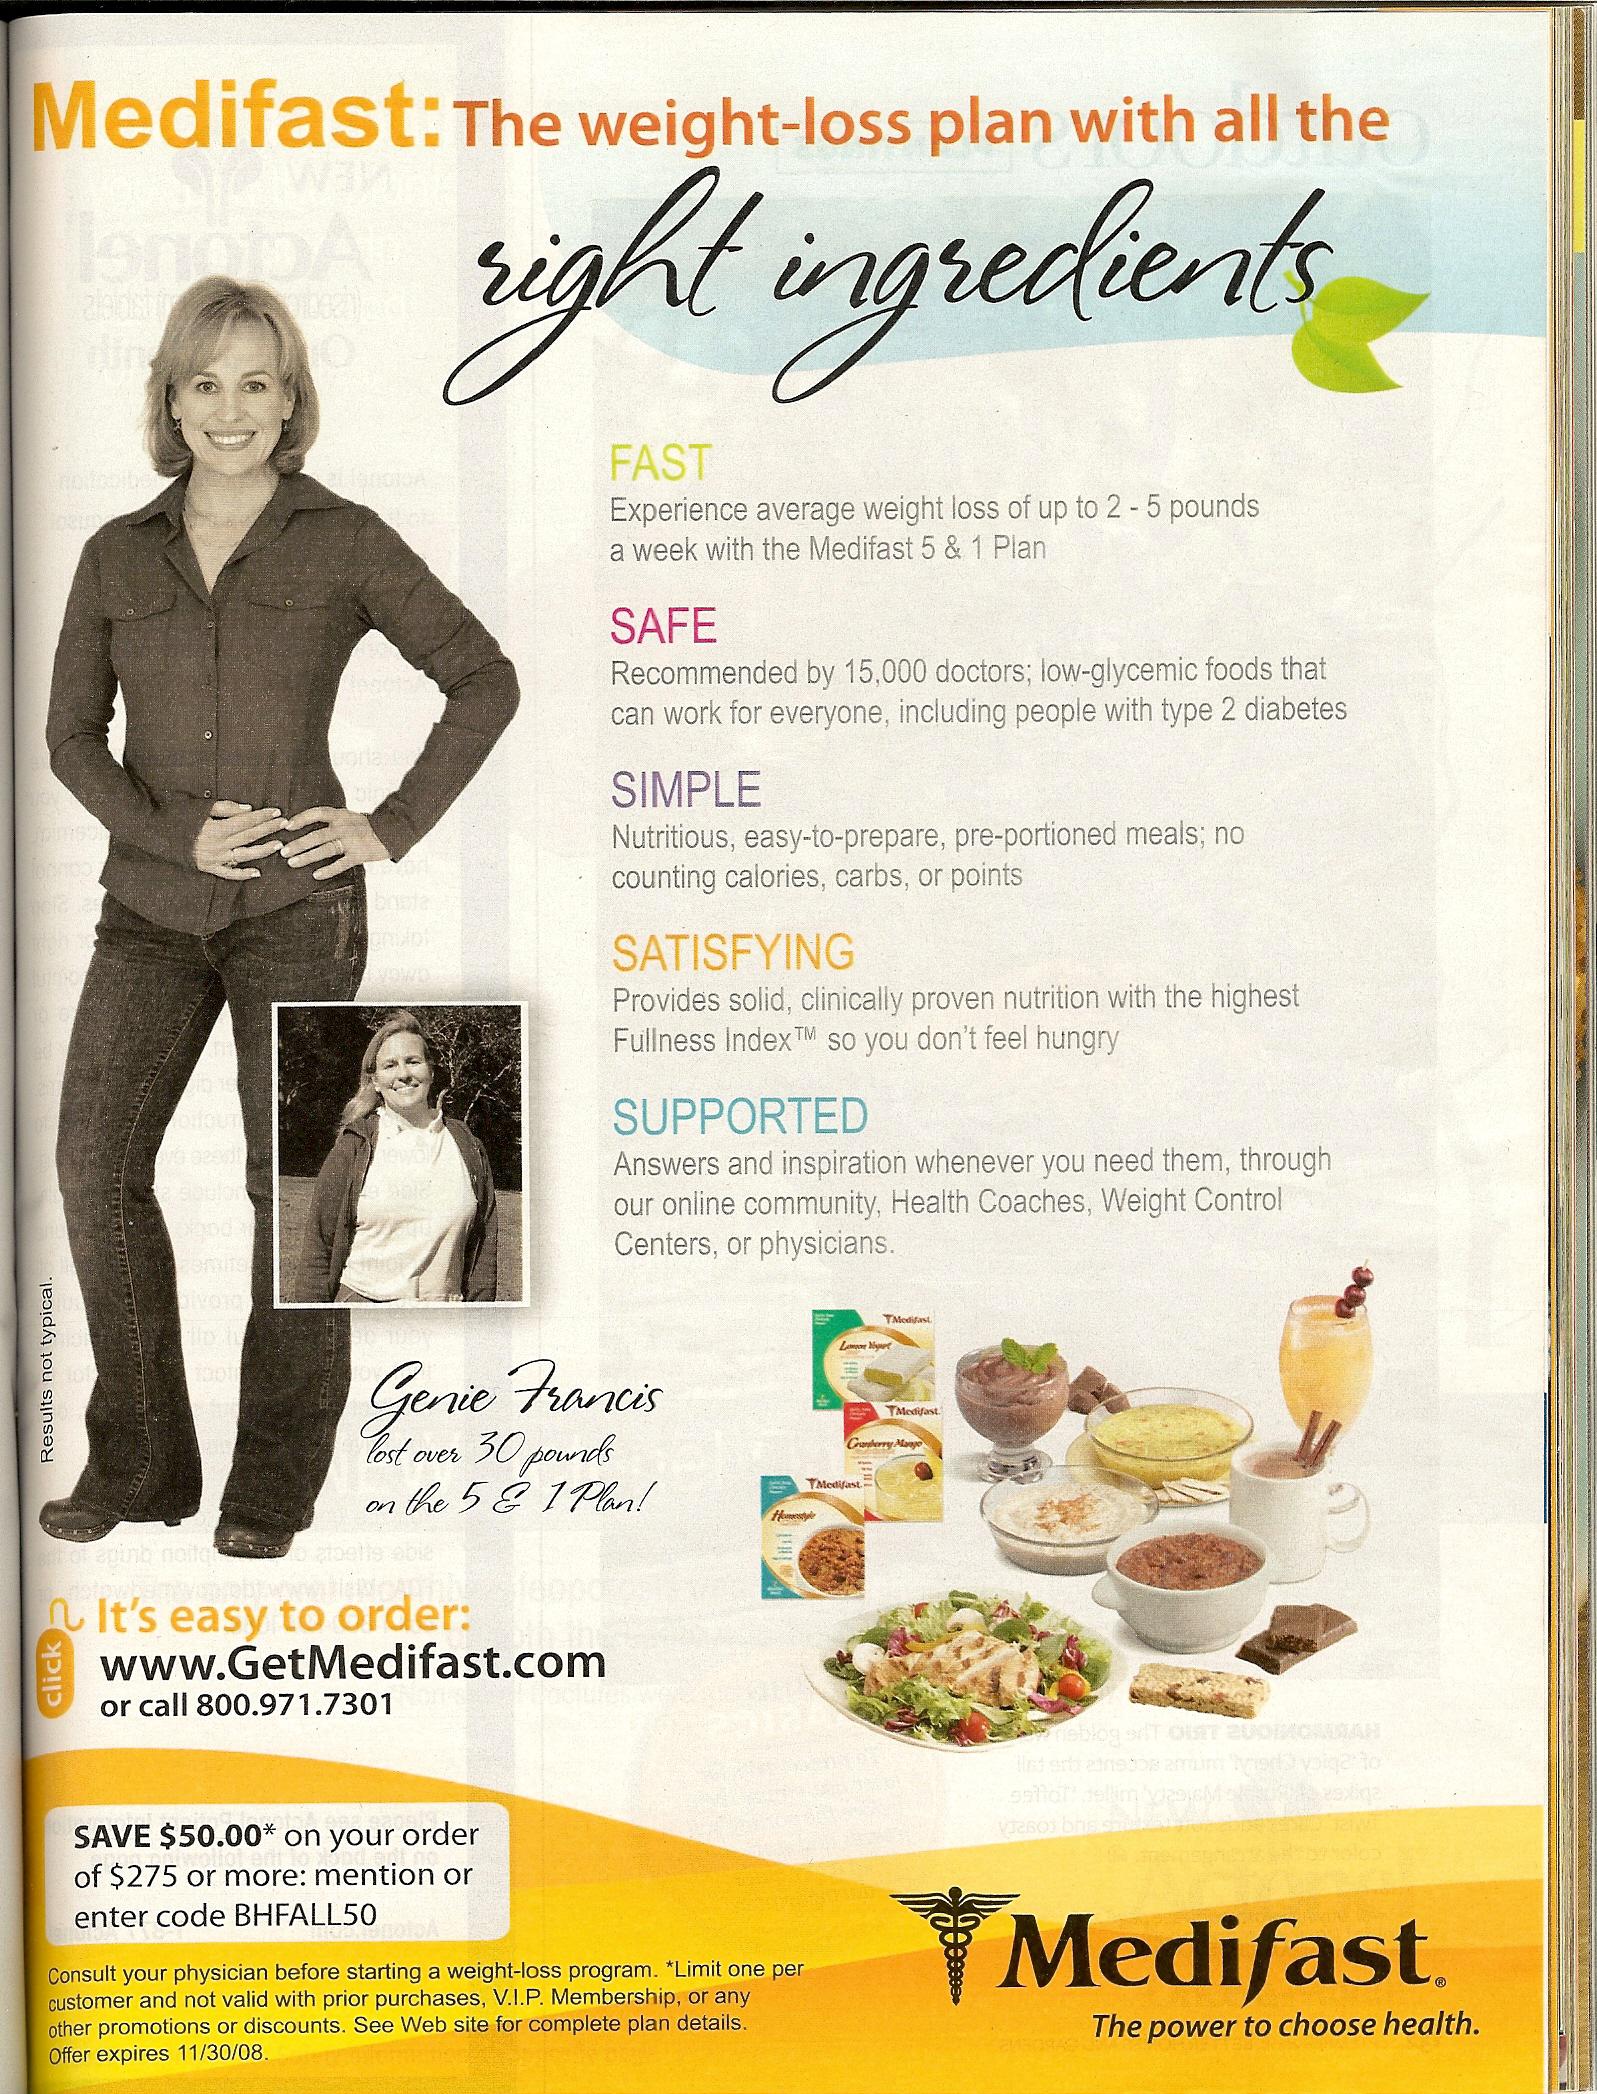 Medifast: The weight-loss plan with all the
right ingredients
FAST
Experience average weight loss of up to 2 - 5 pounds
a week with the Medifast 5 & 1 Plan
SAFE
Recommended by 15,000 doctors; low-glycemic foods that
can work for everyone, including people with type 2 diabetes
SIMPLE
Nutritious, easy-to-prepare, pre-portioned meals; no
counting calories, carbs, or points
SATISFYING
Provides solid, clinically proven nutrition with the highest
Fullness Index™ so you don't feel hungry
SUPPORTED
Answers and inspiration whenever you need them, through
our online community, Health Coaches, Weight Control
Centers, or physicians.
Results not typical.
Genie Francis
lost over 30 pounds
on the 5 & 1 Plan!
Medifast
Lemon Yogurt
Medifast
Cranberry Mango
Medifast
Homestyle
click
It's easy to order:
www.GetMedifast.com
or call 800.971.7301
SAVE $50.00* on your order
of $275 or more: mention or
enter code BHFALL50
Consult your physician before starting a weight-loss program. *Limit one per
customer and not valid with prior purchases, V.I.P. Membership, or any
other promotions or discounts. See Web site for complete plan details.
Offer expires 11/30/08.
Medifast®
The power to choose health.